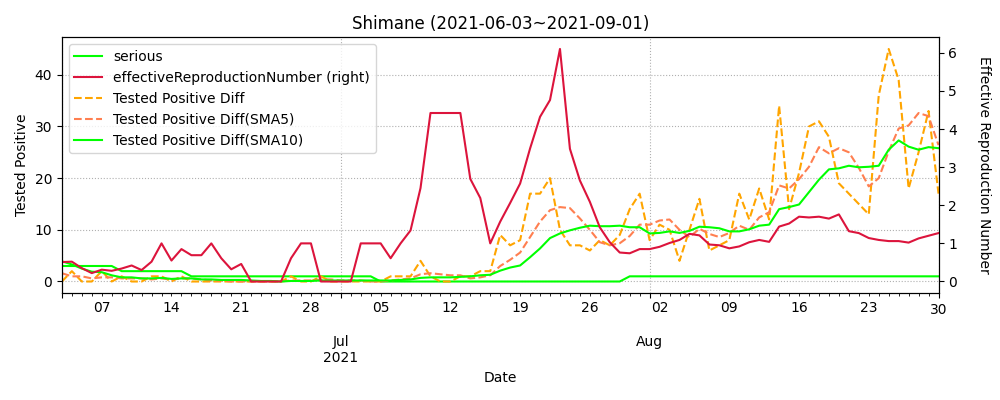 Shimane (2021-06-03~2021-09-01)
serious
effectiveReproductionNumber (right)
Tested Positive Diff
Tested Positive Diff(SMA5)
Tested Positive Diff(SMA10)
Tested Positive
40
30
20
10
0
Effective Reproduction Number
6
5
4
3
2
1
0
07 14 21 28 05 12 19 26 02 09 16 23 30
Jul Aug
2021
Date